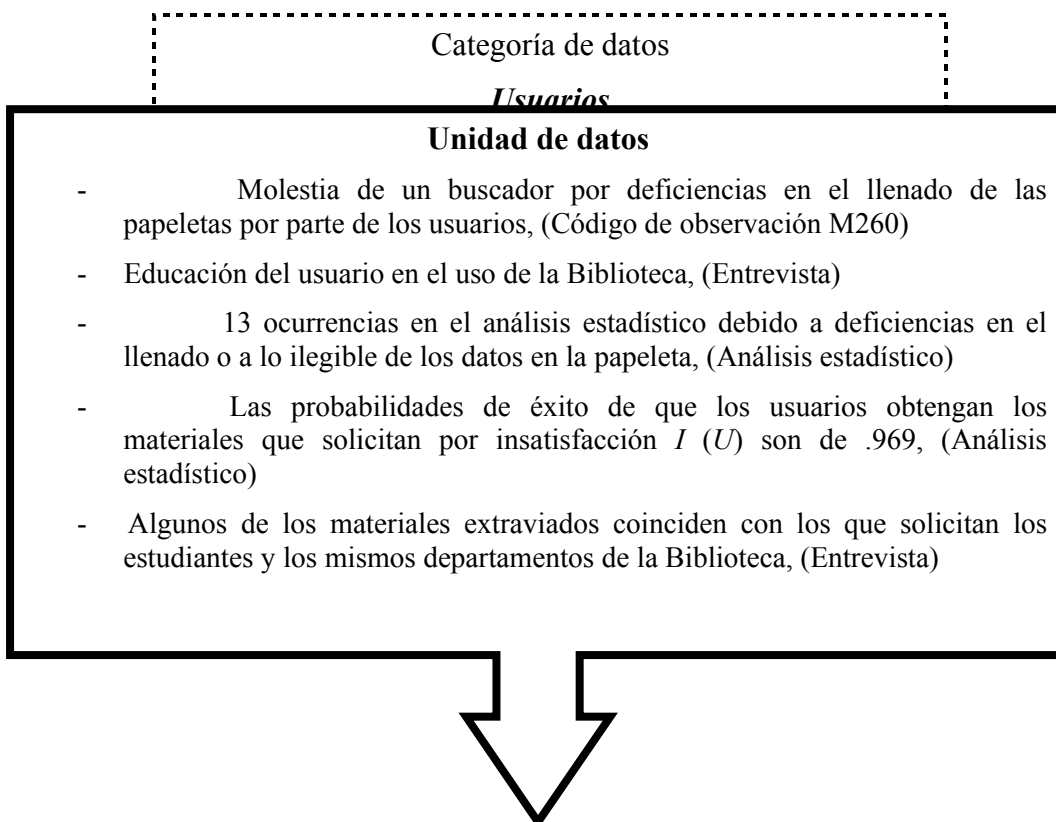 Categoría de datos
Usuarios
Unidad de datos
- Molestia de un buscador por deficiencias en el llenado de las
papeletas por parte de los usuarios, (Código de observación M260)
- Educación del usuario en el uso de la Biblioteca, (Entrevista)
- 13 ocurrencias en el análisis estadístico debido a deficiencias en el
llenado o a lo ilegible de los datos en la papeleta, (Análisis estadístico)
- Las probabilidades de éxito de que los usuarios obtengan los
materiales que solicitan por insatisfacción I (U) son de .969, (Análisis
estadístico)
- Algunos de los materiales extraviados coinciden con los que solicitan los
estudiantes y los mismos departamentos de la Biblioteca, (Entrevista)